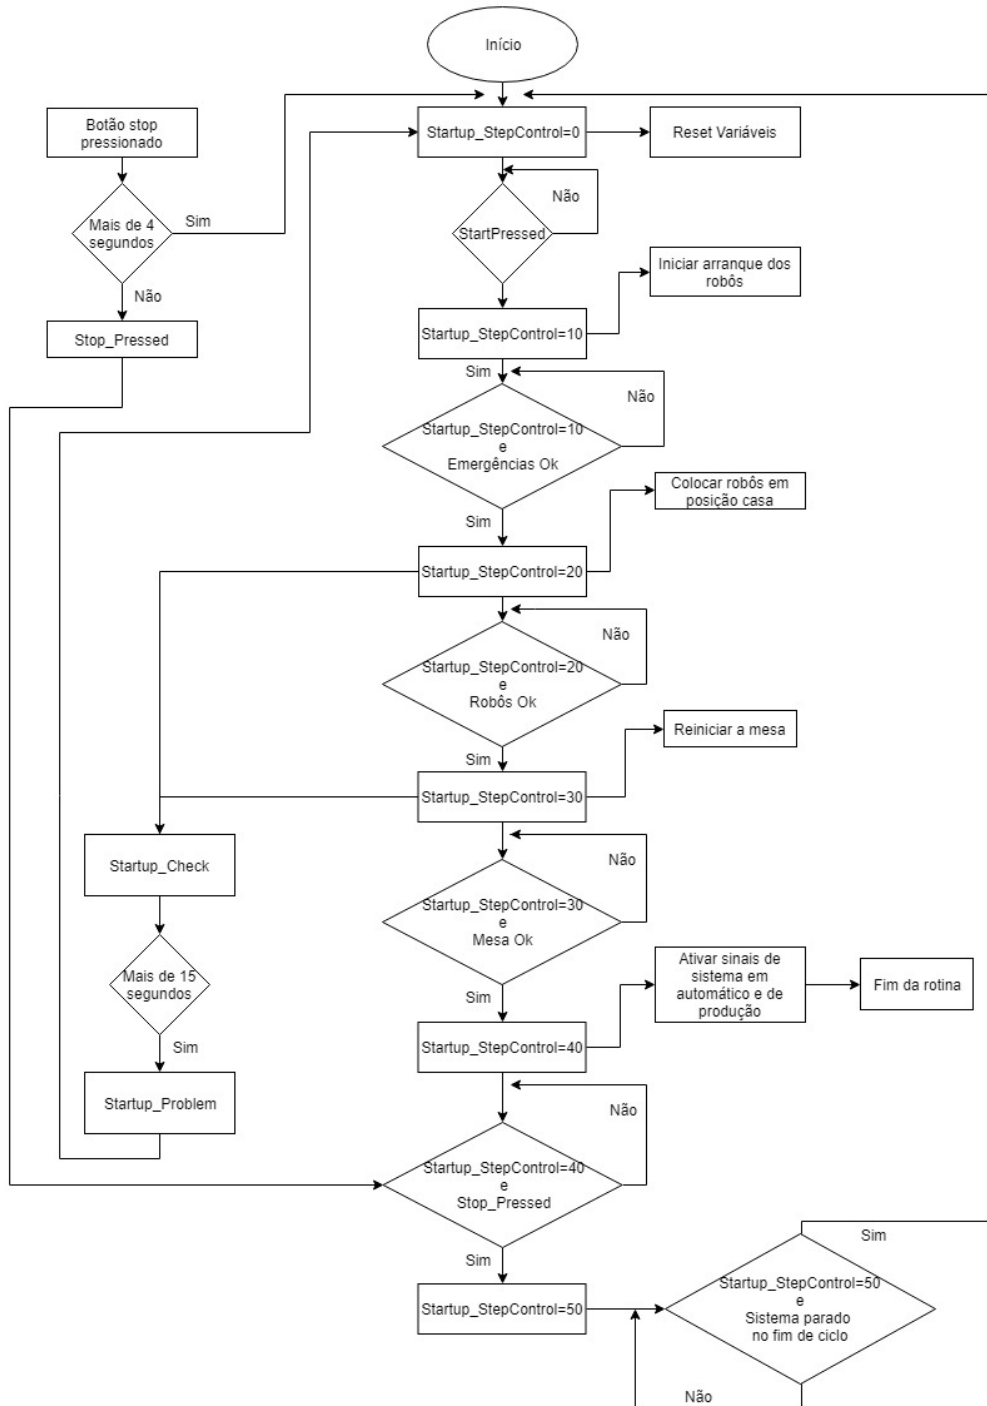 Início
Botão stop
pressionado
Startup_StepControl=0
Reset Variáveis
Não
Mais de 4
segundos
Sim
StartPressed
Iniciar arranque dos
robôs
Não
Stop_Pressed
Startup_StepControl=10
Sim
Não
Startup_StepControl=10
e
Emergências Ok
Colocar robôs em
posição casa
Sim
Startup_StepControl=20
Não
Startup_StepControl=20
e
Robôs Ok
Reiniciar a mesa
Sim
Startup_StepControl=30
Startup_Check
Não
Startup_StepControl=30
e
Mesa Ok
Mais de 15
segundos
Ativar sinais de
sistema em
automático e de
produção
Fim da rotina
Sim
Sim
Startup_StepControl=40
Startup_Problem
Não
Startup_StepControl=40
e
Stop_Pressed
Sim
Sim
Startup_StepControl=50
Startup_StepControl=50
e
Sistema parado
no fim de ciclo
Não